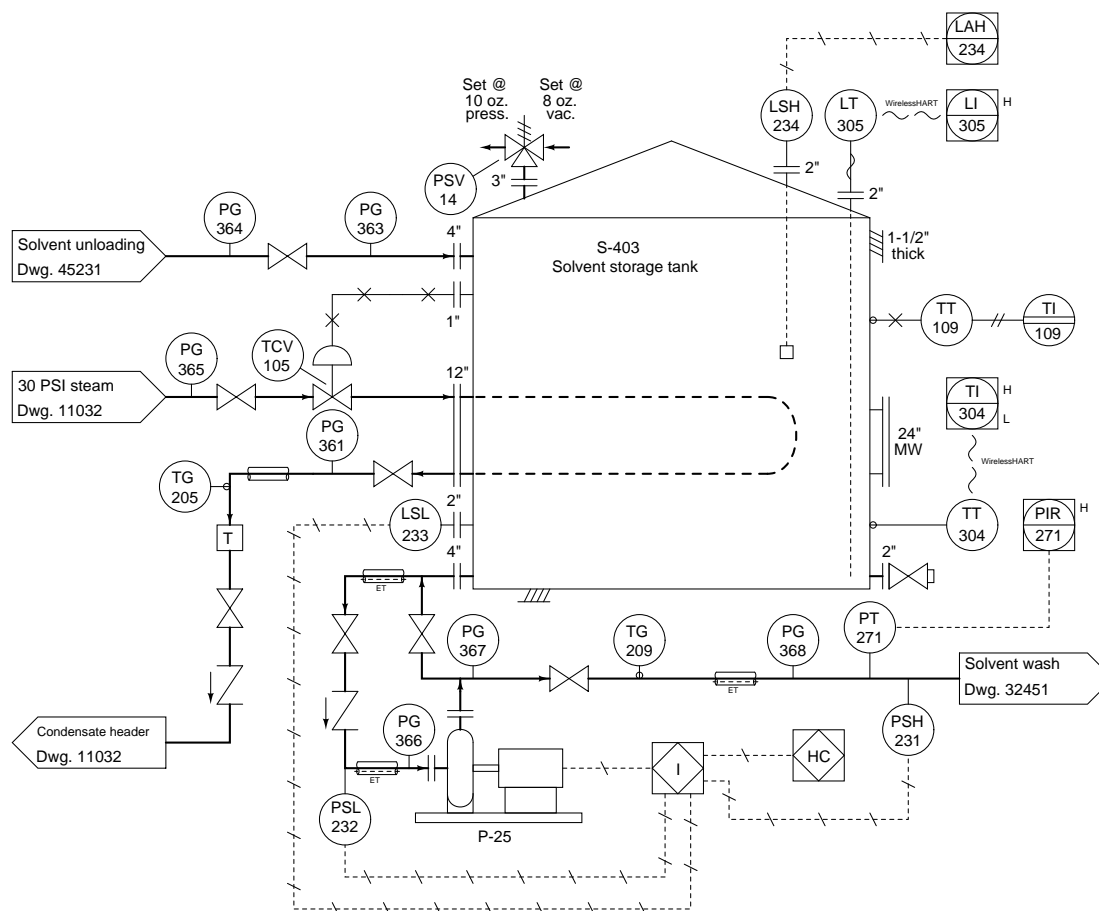 LAH
234
Set @
10 oz.
press.
Set @
8 oz.
vac.
LSH
234
LT
305
WirelessHART
LI
305
H
2"
2"
3"
PSV
14
PG
364
PG
363
Solvent unloading
Dwg. 45231
4"
S-403
Solvent storage tank
1-1/2"
thick
1"
TT
109
TI
109
TCV
105
PG
365
30 PSI steam
Dwg. 11032
12"
TI
304
H
L
PG
361
24"
MW
WirelessHART
TG
205
2"
LSL
233
TT
304
PIR
271
H
T
4"
2"
ET
PG
367
TG
209
PG
368
PT
271
ET
Solvent wash
Dwg. 32451
Condensate header
Dwg. 11032
PG
366
PSH
231
ET
I
HC
PSL
232
P-25